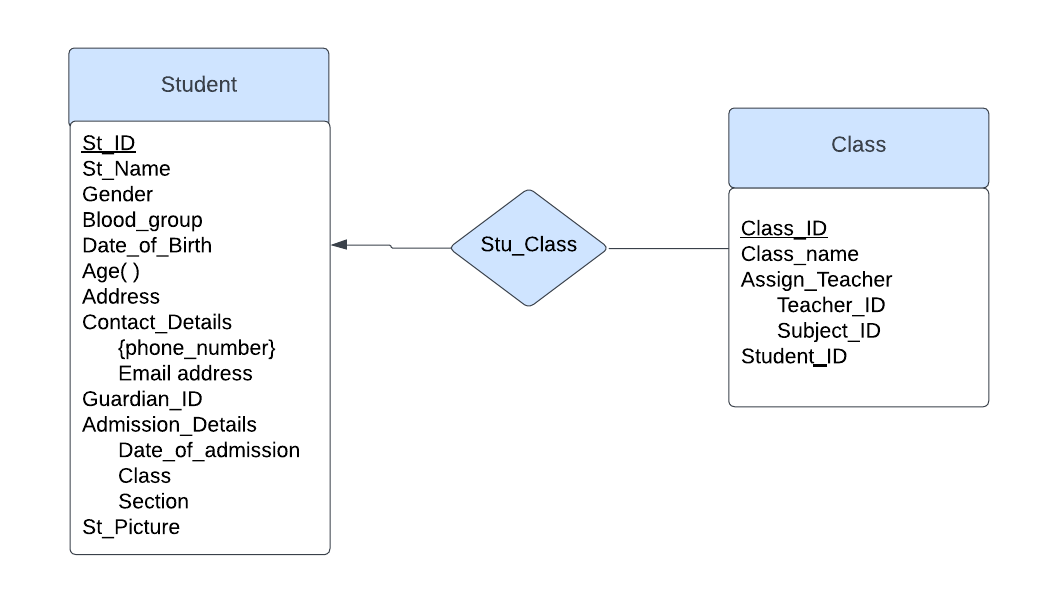 Student
St_ID
St_Name
Gender
Blood_group
Date_of_Birth
Age( )
Address
Contact_Details
{phone_number}
Email address
Guardian_ID
Admission_Details
Date_of_admission
Class
Section
St_Picture
Stu_Class
Class
Class_ID
Class_name
Assign_Teacher
Teacher_ID
Subject_ID
Student_ID